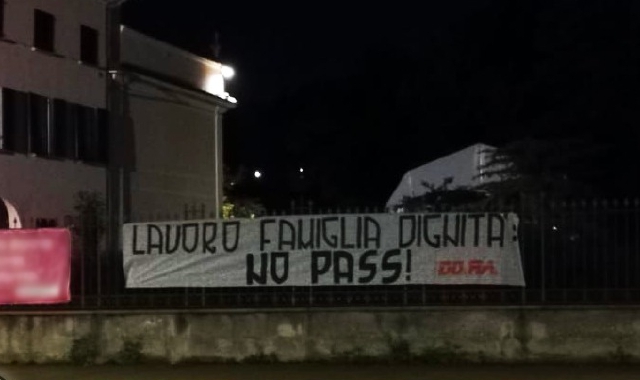 LAVORO FAMIGLIA DIGNITA':
NO PASS!
DO.RA.